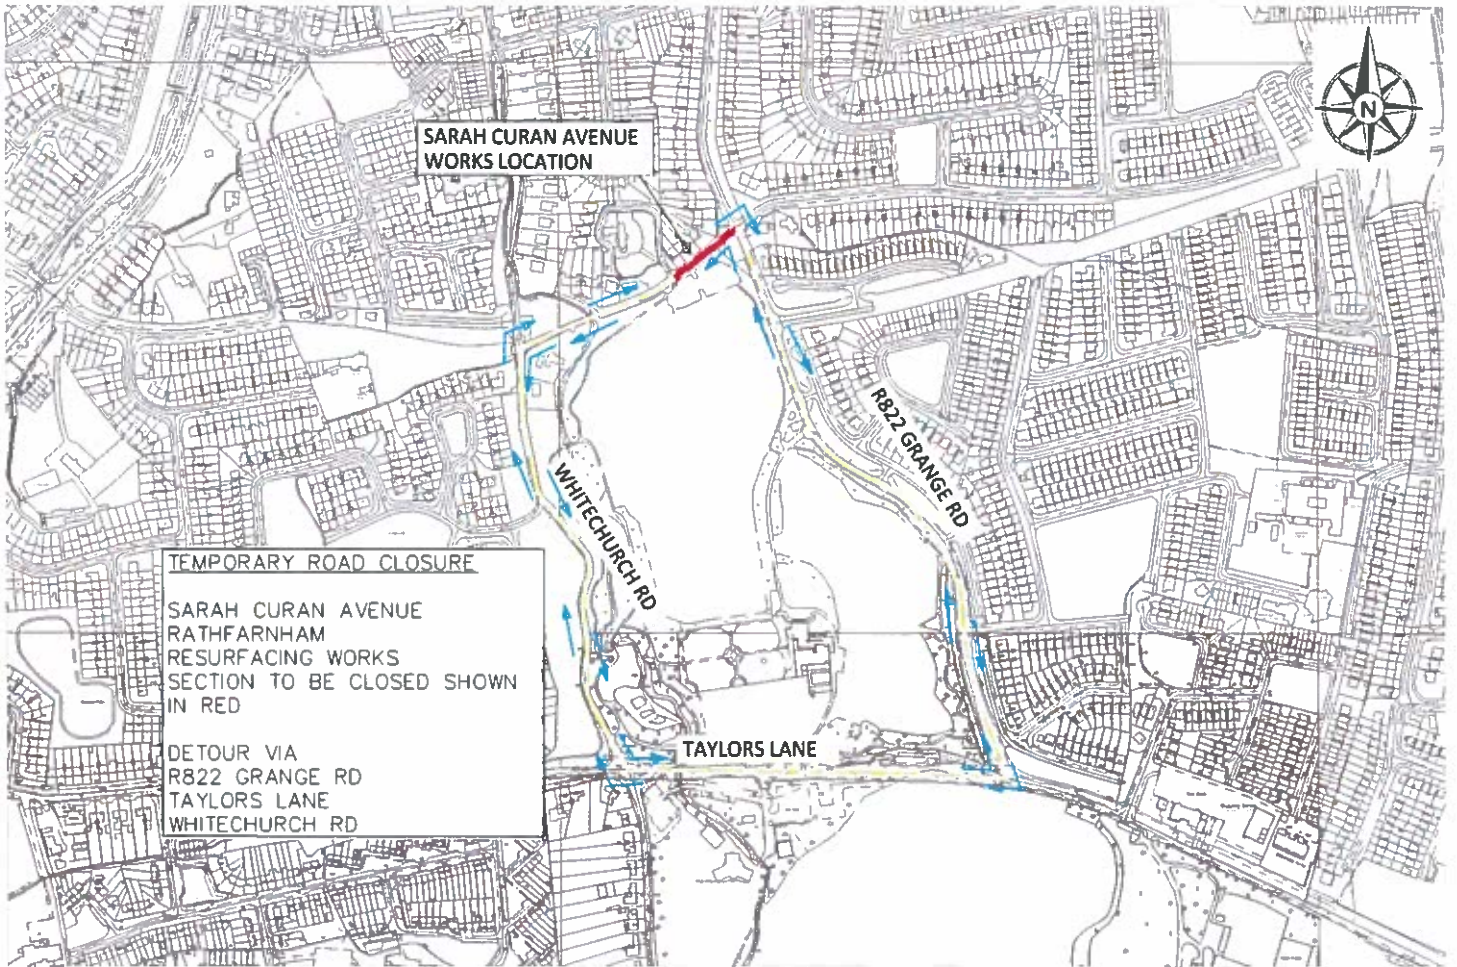 SARAH CURAN AVENUE
WORKS LOCATION
N
R822 GRANGE RD
WHITECHURCH RD
TEMPORARY ROAD CLOSURE
SARAH CURAN AVENUE
RATHFARNHAM
RESURFACING WORKS
SECTION TO BE CLOSED SHOWN
IN RED
DETOUR VIA
R822 GRANGE RD
TAYLORS LANE
WHITECHURCH RD
TAYLORS LANE